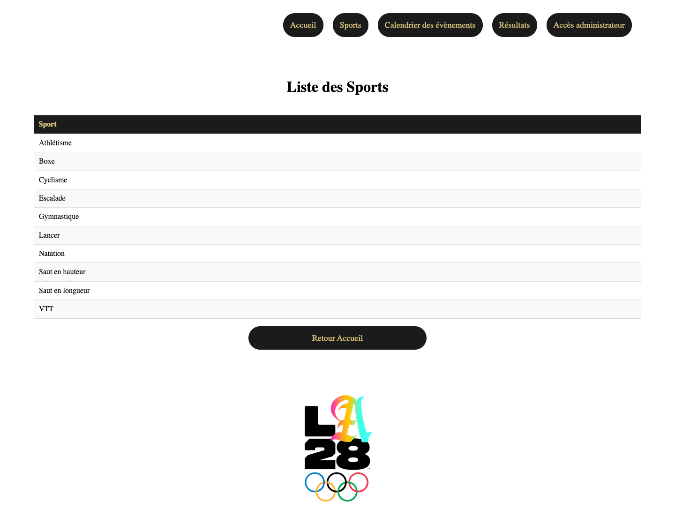 Accueil Sports Calendrier des évènements Résultats Accès administrateur
Liste des Sports
Sport
Athlétisme
Boxe
Cyclisme
Escalade
Gymnastique
Lancer
Natation
Saut en hauteur
Saut en longueur
VTT
Retour Accueil
LA
28